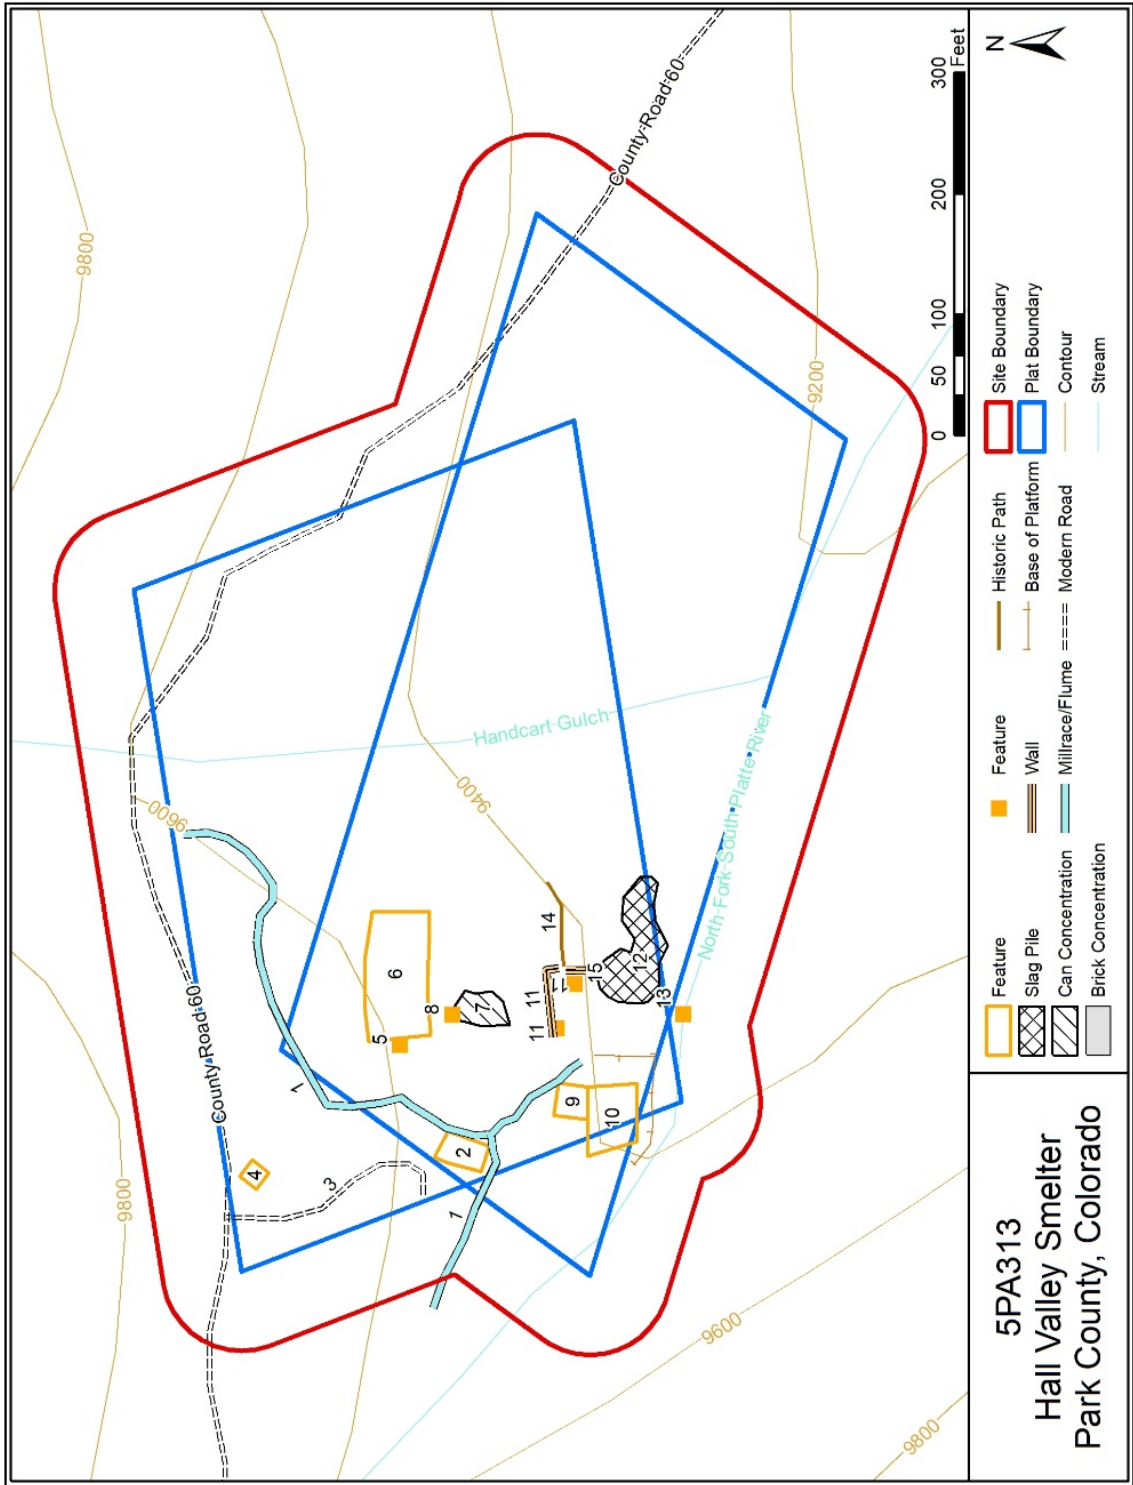 9800
County Road 60
9800
9600
County Road 60
9800
4
3
1
1
2
5
6
8
7
9400
Handcart Gulch
9200
14
11
11
15
9
10
12
13
North Fork South Platte River
9600
9800
5PA313
Hall Valley Smelter
Park County, Colorado
Feature
Slag Pile
Can Concentration
Brick Concentration
Feature
Wall
Millrace/Flume
Historic Path
Base of Platform
Modern Road
Site Boundary
Plat Boundary
Contour
Stream
0 50 100 200 300
Feet
N